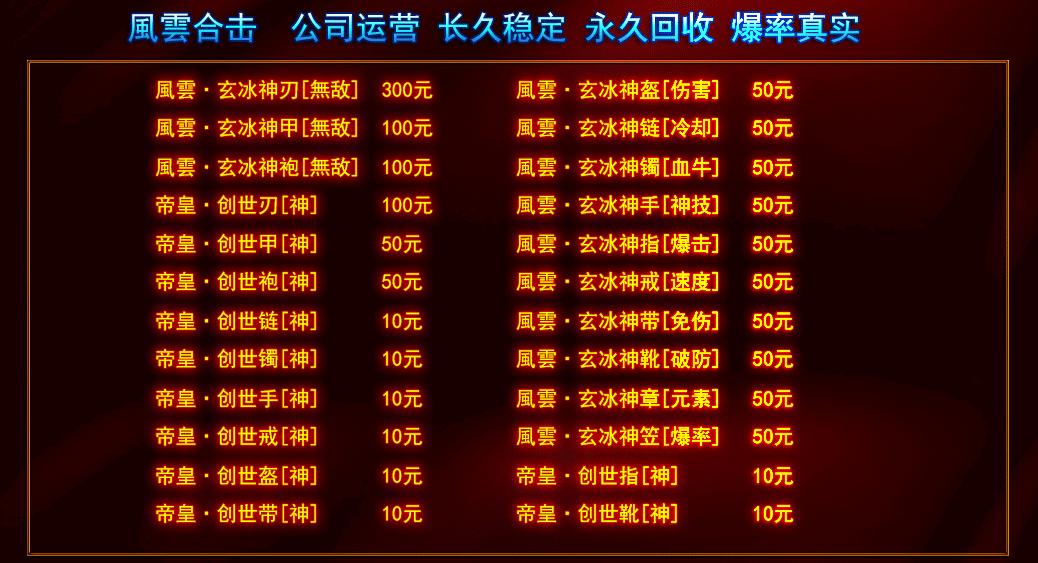 風雲合击 公司运营 长久稳定 永久回收 爆率真实
風雲·玄冰神刃[無敌] 300元 風雲·玄冰神盔[伤害] 50元
風雲·玄冰神甲[無敌] 100元 風雲·玄冰神链[冷却] 50元
風雲·玄冰神袍[無敌] 100元 風雲·玄冰神镯[血牛] 50元
帝皇·创世刃[神] 100元 風雲·玄冰神手[神技] 50元
帝皇·创世甲[神] 50元 風雲·玄冰神指[爆击] 50元
帝皇·创世袍[神] 50元 風雲·玄冰神戒[速度] 50元
帝皇·创世链[神] 10元 風雲·玄冰神带[免伤] 50元
帝皇·创世镯[神] 10元 風雲·玄冰神靴[破防] 50元
帝皇·创世手[神] 10元 風雲·玄冰神章[元素] 50元
帝皇·创世戒[神] 10元 風雲·玄冰神笠[爆率] 50元
帝皇·创世盔[神] 10元 帝皇·创世指[神] 10元
帝皇·创世带[神] 10元 帝皇·创世靴[神] 10元